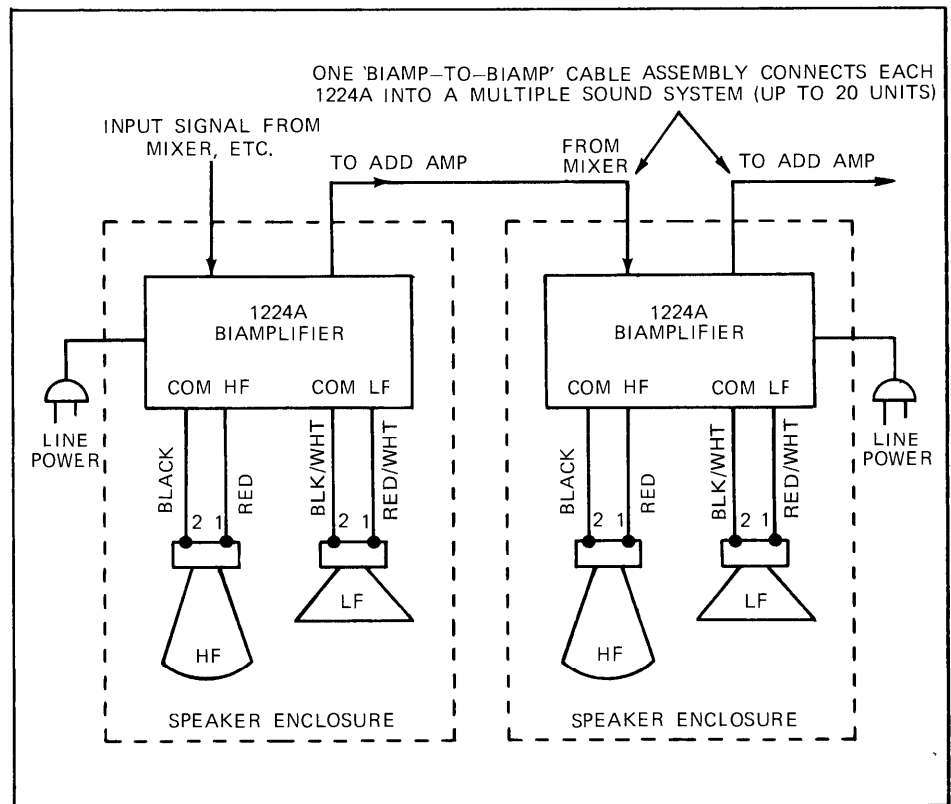 ONE 'BIAMP–TO–BIAMP' CABLE ASSEMBLY CONNECTS EACH
1224A INTO A MULTIPLE SOUND SYSTEM (UP TO 20 UNITS)
INPUT SIGNAL FROM
MIXER, ETC.
TO ADD AMP
FROM
MIXER
TO ADD AMP
1224A
BIAMPLIFIER
COM HF
COM LF
LINE
POWER
BLACK
RED
BLK/WHT
RED/WHT
2 1
2 1
HF
LF
SPEAKER ENCLOSURE
1224A
BIAMPLIFIER
COM HF
COM LF
LINE
POWER
BLACK
RED
BLK/WHT
RED/WHT
2 1
2 1
HF
LF
SPEAKER ENCLOSURE